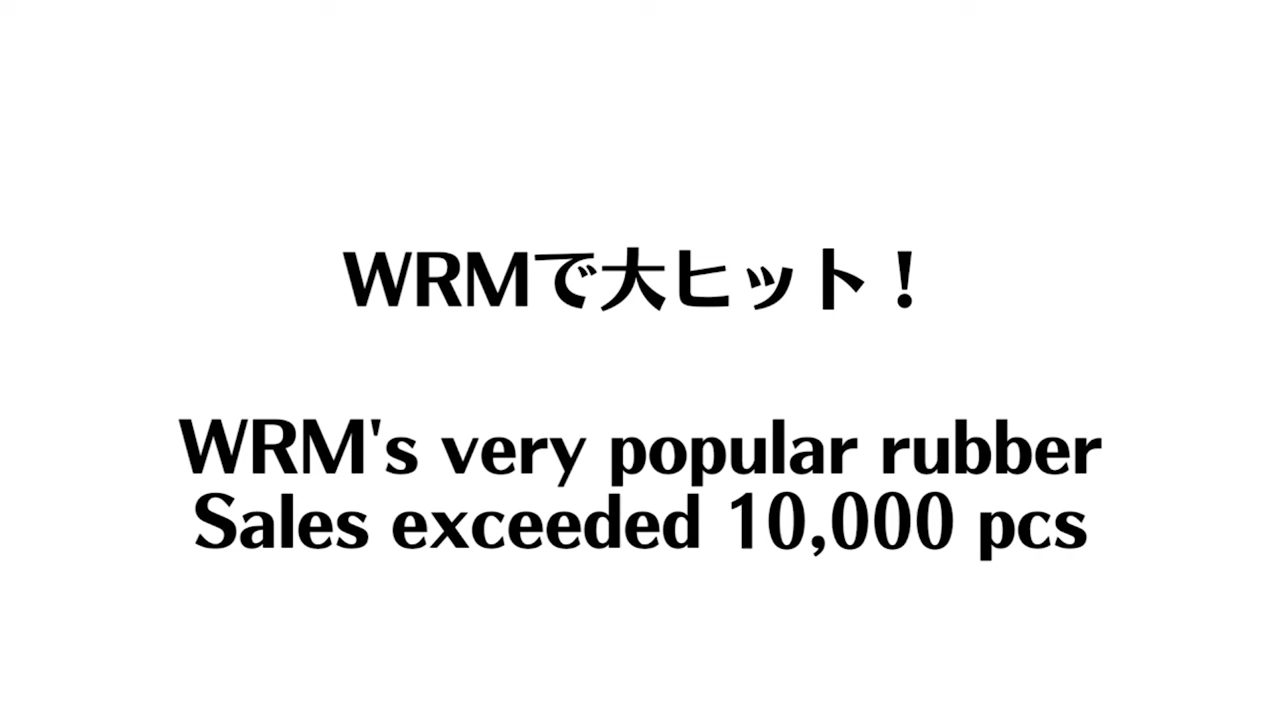 WRMで大ヒット！
WRM's very popular rubber
Sales exceeded 10,000 pcs